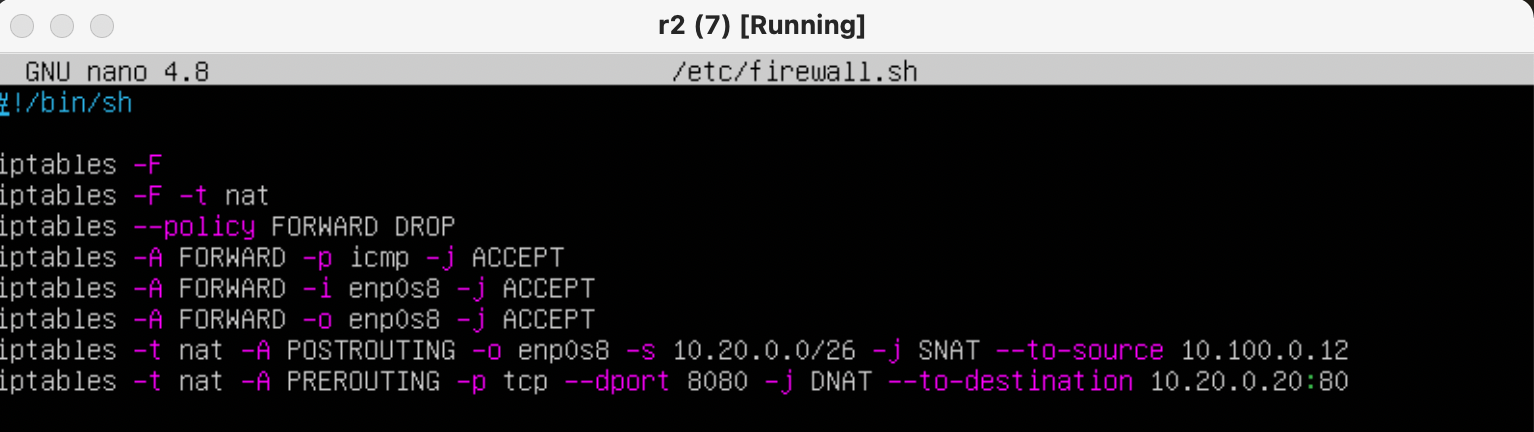 r2 (7) [Running]
GNU nano 4.8 /etc/firewall.sh
#!/bin/sh
iptables -F
iptables -F -t nat
iptables --policy FORWARD DROP
iptables -A FORWARD -p icmp -j ACCEPT
iptables -A FORWARD -i enp0s8 -j ACCEPT
iptables -A FORWARD -o enp0s8 -j ACCEPT
iptables -t nat -A POSTROUTING -o enp0s8 -s 10.20.0.0/26 -j SNAT --to-source 10.100.0.12
iptables -t nat -A PREROUTING -p tcp --dport 8080 -j DNAT --to-destination 10.20.0.20:80